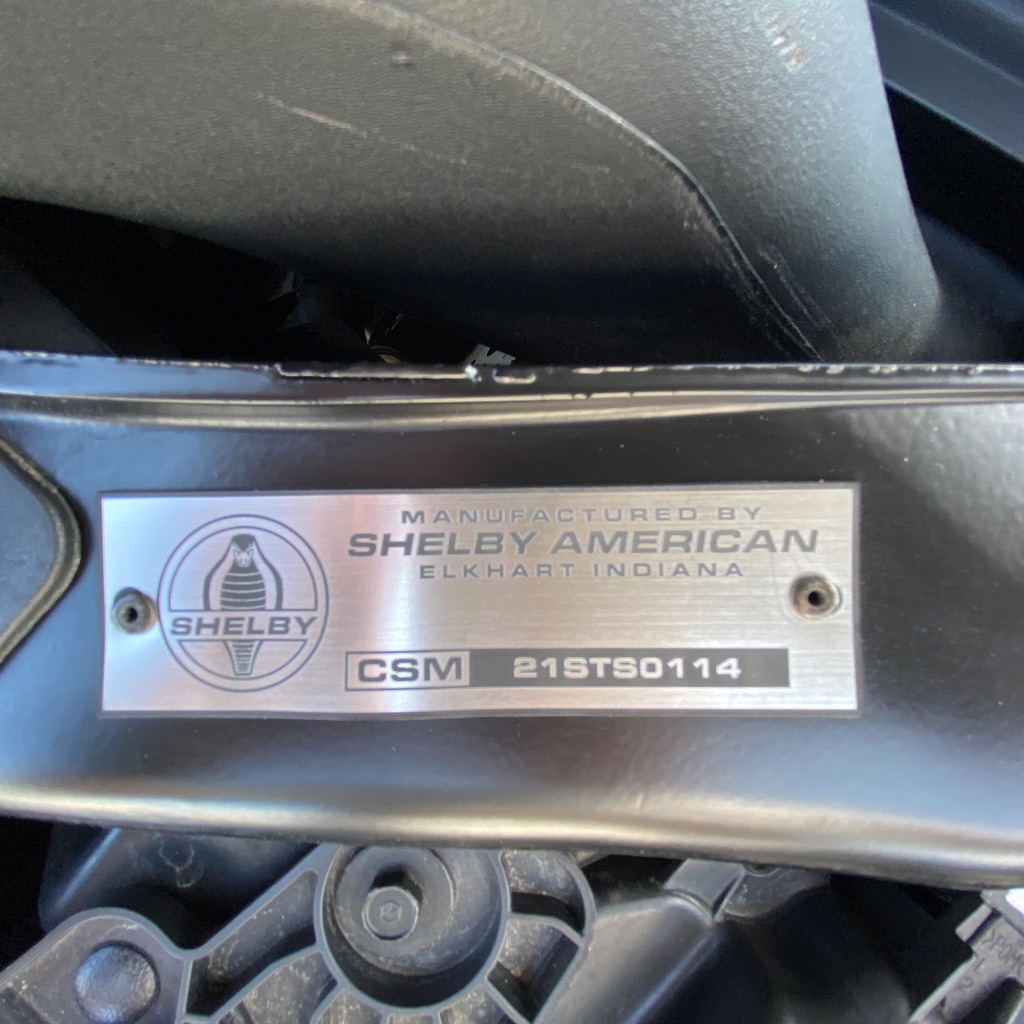 MANUFACTURED BY
SHELBY AMERICAN
ELKHART INDIANA
SHELBY
CSM 21STS0114